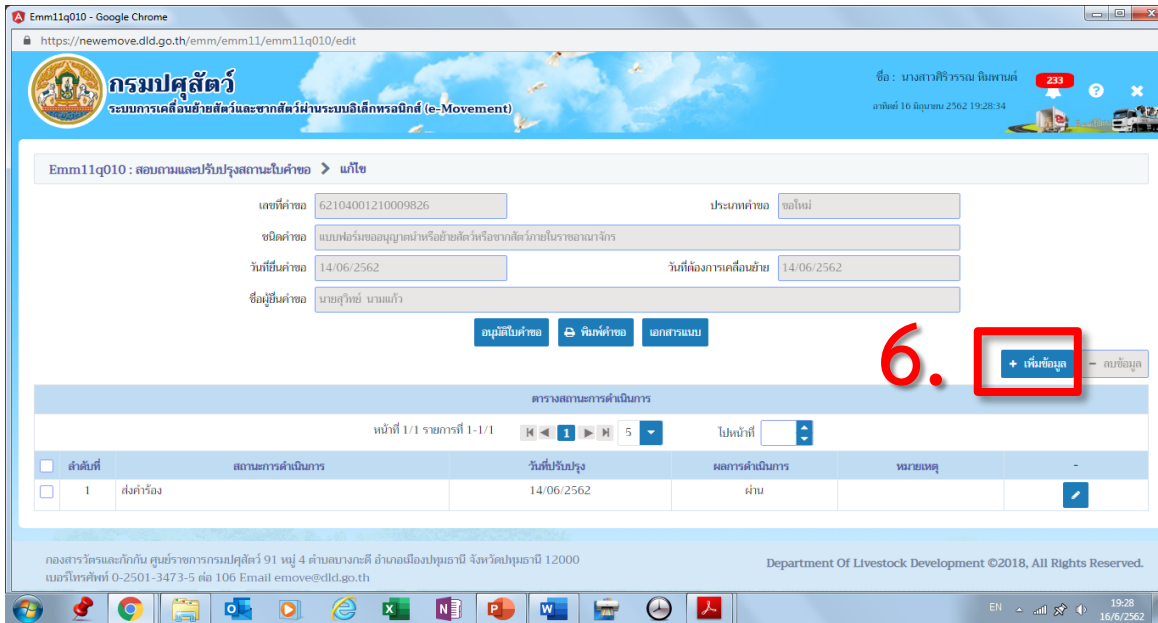 Emm11q010 - Google Chrome
https://newemove.dld.go.th/emm/emm11/emm11q010/edit
กรมปศุสัตว์
ระบบการเคลื่อนย้ายสัตว์และซากสัตว์ผ่านระบบอิเล็กทรอนิกส์ (e-Movement)
ชื่อ : นางสาวศิริวรรณ พิมพานต์
233
อาทิตย์ 16 มิถุนายน 2562 19:28:34
Emm11q010 : สอบถามและปรับปรุงสถานะใบคำขอ > แก้ไข
เลขที่คำขอ 62104001210009826 ประเภทคำขอ ขอใหม่
ชนิดคำขอ แบบฟอร์มขออนุญาตนำหรือย้ายสัตว์หรือซากสัตว์ภายในราชอาณาจักร
วันที่ยื่นคำขอ 14/06/2562 วันที่ต้องการเคลื่อนย้าย 14/06/2562
ชื่อผู้ยื่นคำขอ นายสุวิทย์ นามแก้ว
อนุมัติใบคำขอ พิมพ์คำขอ เอกสารแนบ
6. + เพิ่มข้อมูล - ลบข้อมูล
ตารางสถานะการดำเนินการ
หน้าที่ 1/1 รายการที่ 1-1/1 1 5 ไปหน้าที่
ลำดับที่ สถานะการดำเนินการ วันที่ปรับปรุง ผลการดำเนินการ หมายเหตุ -
1 ส่งคำร้อง 14/06/2562 ผ่าน
กองสารวัตรและกักกัน ศูนย์ราชการกรมปศุสัตว์ 91 หมู่ 4 ตำบลบางกะดี อำเภอเมืองปทุมธานี จังหวัดปทุมธานี 12000
เบอร์โทรศัพท์ 0-2501-3473-5 ต่อ 106 Email emove@dld.go.th
Department Of Livestock Development ©2018, All Rights Reserved.
EN 19:28
16/6/2562